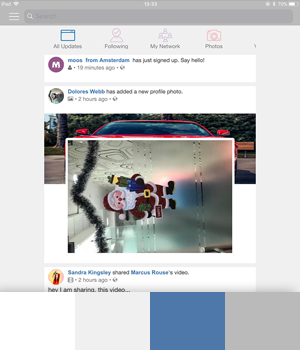 iPad
15:03
70%
Search
All Updates
Following
My Network
Photos
M
moos from Amsterdam has just signed up. Say hello!
• 19 minutes ago •
Dolores Webb has added a new profile photo.
• 2 hours ago •
Sandra Kingsley shared Marcus Rouse's video.
• 2 hours ago •
hey I am sharing, this video...